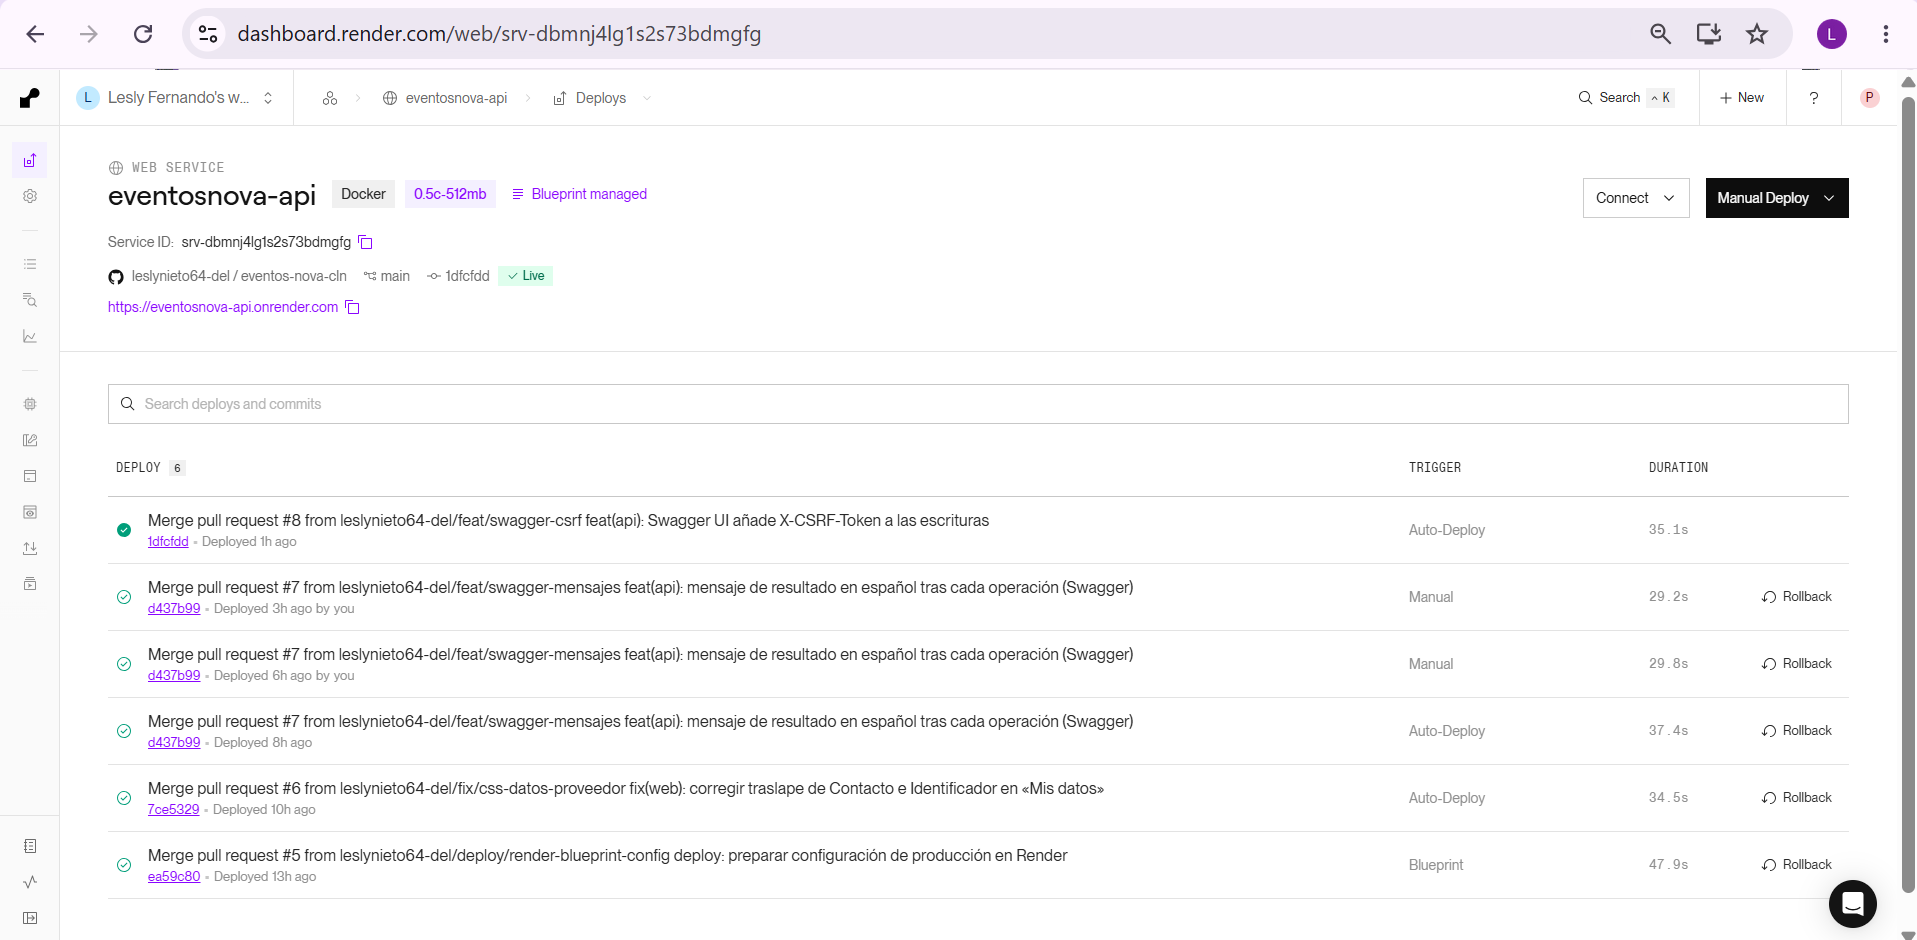 dashboard.render.com/web/srv-dbmnj4lg1s2s73bdmgfg
L
L Lesly Fernando's w...
eventosnova-api
Deploys
Search ^ K
+ New
?
P
WEB SERVICE
eventosnova-api Docker 0.5c-512mb Blueprint managed
Connect
Manual Deploy
Service ID: srv-dbmnj4lg1s2s73bdmgfg
leslynieto64-del / eventos-nova-cln main 1dfcfdd Live
https://eventosnova-api.onrender.com
Search deploys and commits
DEPLOY 6 TRIGGER DURATION
Merge pull request #8 from leslynieto64-del/feat/swagger-csrf feat(api): Swagger UI añade X-CSRF-Token a las escrituras
1dfcfdd • Deployed 1h ago
Auto-Deploy 35.1s
Merge pull request #7 from leslynieto64-del/feat/swagger-mensajes feat(api): mensaje de resultado en español tras cada operación (Swagger)
d437b99 • Deployed 3h ago by you
Manual 29.2s Rollback
Merge pull request #7 from leslynieto64-del/feat/swagger-mensajes feat(api): mensaje de resultado en español tras cada operación (Swagger)
d437b99 • Deployed 6h ago by you
Manual 29.8s Rollback
Merge pull request #7 from leslynieto64-del/feat/swagger-mensajes feat(api): mensaje de resultado en español tras cada operación (Swagger)
d437b99 • Deployed 8h ago
Auto-Deploy 37.4s Rollback
Merge pull request #6 from leslynieto64-del/fix/css-datos-proveedor fix(web): corregir traslape de Contacto e Identificador en «Mis datos»
7ce5329 • Deployed 10h ago
Auto-Deploy 34.5s Rollback
Merge pull request #5 from leslynieto64-del/deploy/render-blueprint-config deploy: preparar configuración de producción en Render
ea59c80 • Deployed 13h ago
Blueprint 47.9s Rollback